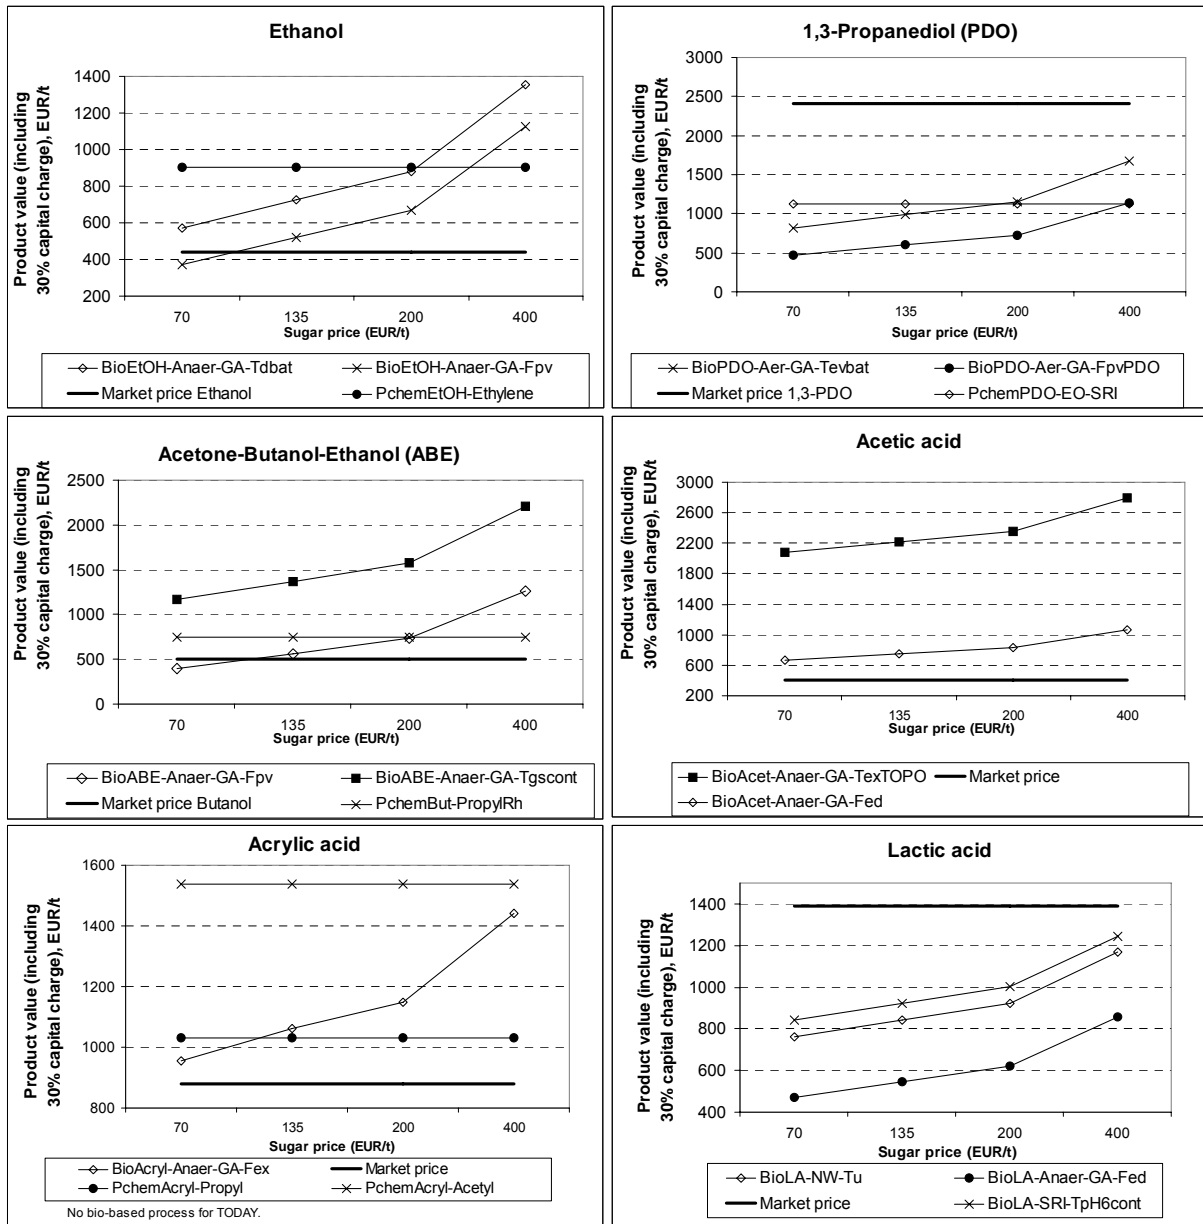 Ethanol
Product value (including
30% capital charge), EUR/t
1400
1200
1000
800
600
400
200
70 135 200 400
Sugar price (EUR/t)
BioEtOH-Anaer-GA-Tdbat BioEtOH-Anaer-GA-Fpv
Market price Ethanol PchemEtOH-Ethylene
1,3-Propanediol (PDO)
Product value (including
30% capital charge), EUR/t
3000
2500
2000
1500
1000
500
0
70 135 200 400
Sugar price (EUR/t)
BioPDO-Aer-GA-Tevbat BioPDO-Aer-GA-FpvPDO
Market price 1,3-PDO PchemPDO-EO-SRI
Acetone-Butanol-Ethanol (ABE)
Product value (including
30% capital charge), EUR/t
2500
2000
1500
1000
500
0
70 135 200 400
Sugar price (EUR/t)
BioABE-Anaer-GA-Fpv BioABE-Anaer-GA-Tgscont
Market price Butanol PchemBut-PropylRh
Acetic acid
Product value (including
30% capital charge), EUR/t
3000
2600
2200
1800
1400
1000
600
200
70 135 200 400
Sugar price (EUR/t)
BioAcet-Anaer-GA-TexTOPO Market price
BioAcet-Anaer-GA-Fed
Acrylic acid
Product value (including
30% capital charge), EUR/t
1600
1400
1200
1000
800
70 135 200 400
Sugar price (EUR/t)
BioAcryl-Anaer-GA-Fex Market price
PchemAcryl-Propyl PchemAcryl-Acetyl
No bio-based process for TODAY.
Lactic acid
Product value (including
30% capital charge), EUR/t
1400
1200
1000
800
600
400
70 135 200 400
Sugar price (EUR/t)
BioLA-NW-Tu BioLA-Anaer-GA-Fed
Market price BioLA-SRI-TpH6cont